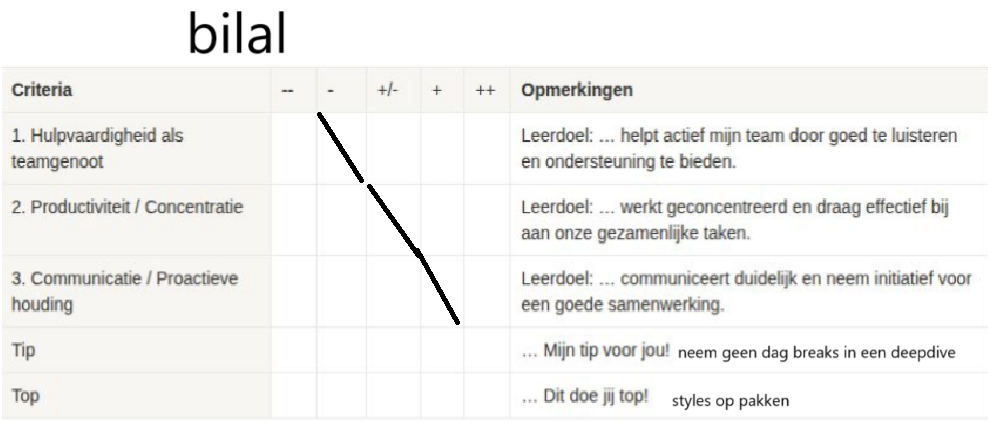 bilal
Criteria -- - +/- + ++ Opmerkingen
1. Hulpvaardigheid als
teamgenoot
Leerdoel: ... helpt actief mijn team door goed te luisteren
en ondersteuning te bieden.
2. Productiviteit / Concentratie
Leerdoel: ... werkt geconcentreerd en draag effectief bij
aan onze gezamenlijke taken.
3. Communicatie / Proactieve
houding
Leerdoel: ... communiceert duidelijk en neem initiatief voor
een goede samenwerking.
Tip ... Mijn tip voor jou! neem geen dag breaks in een deepdive
Top ... Dit doe jij top! styles op pakken